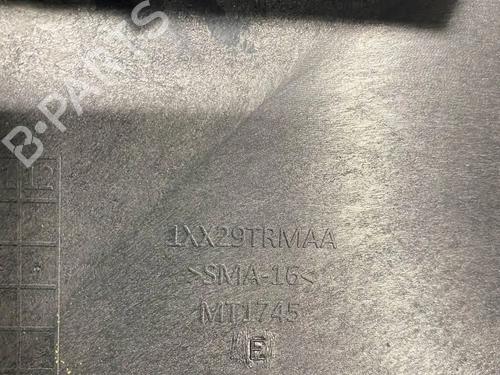 B-PARTS
1XX29TRMAA
>SMA-16<
MT1745
E